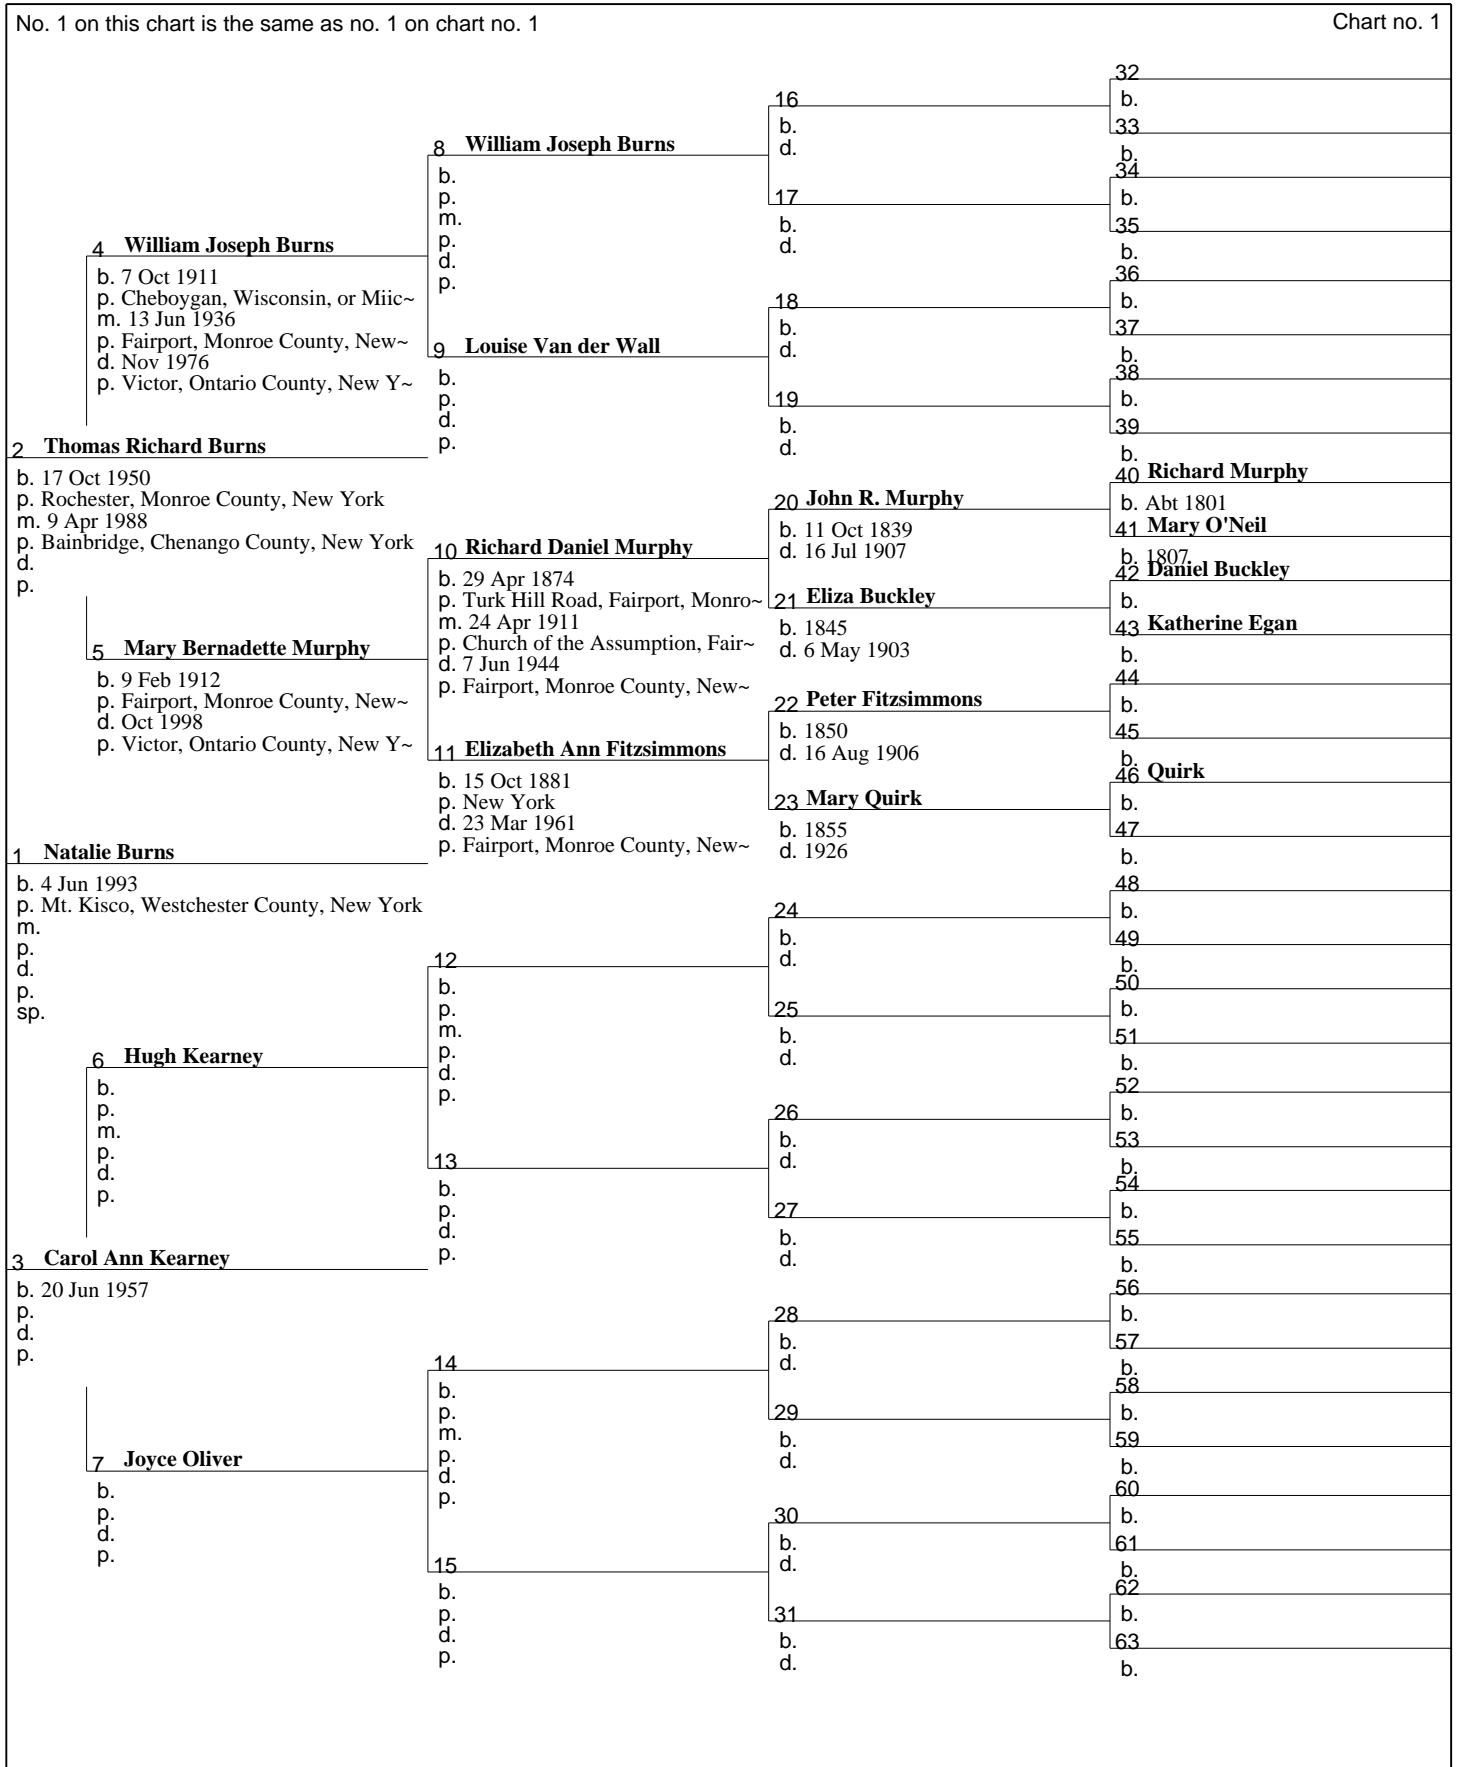 No. 1 on this chart is the same as no. 1 on chart no. 1
Chart no. 1
2 Thomas Richard Burns
b. 17 Oct 1950
p. Rochester, Monroe County, New York
m. 9 Apr 1988
p. Bainbridge, Chenango County, New York
d.
p.
1 Natalie Burns
b. 4 Jun 1993
p. Mt. Kisco, Westchester County, New York
m.
p.
d.
p.
sp.
3 Carol Ann Kearney
b. 20 Jun 1957
p.
d.
p.
4 William Joseph Burns
b. 7 Oct 1911
p. Cheboygan, Wisconsin, or Miic~
m. 13 Jun 1936
p. Fairport, Monroe County, New~
d. Nov 1976
p. Victor, Ontario County, New Y~
5 Mary Bernadette Murphy
b. 9 Feb 1912
p. Fairport, Monroe County, New~
d. Oct 1998
p. Victor, Ontario County, New Y~
6 Hugh Kearney
b.
p.
m.
p.
d.
p.
7 Joyce Oliver
b.
p.
d.
p.
8 William Joseph Burns
b.
p.
m.
p.
d.
p.
9 Louise Van der Wall
b.
p.
d.
p.
10 Richard Daniel Murphy
b. 29 Apr 1874
p. Turk Hill Road, Fairport, Monro~
m. 24 Apr 1911
p. Church of the Assumption, Fair~
d. 7 Jun 1944
p. Fairport, Monroe County, New~
11 Elizabeth Ann Fitzsimmons
b. 15 Oct 1881
p. New York
d. 23 Mar 1961
p. Fairport, Monroe County, New~
12
b.
p.
m.
p.
d.
p.
13
b.
p.
d.
p.
14
b.
p.
m.
p.
d.
p.
15
b.
p.
d.
p.
16
b.
d.
17
b.
d.
18
b.
d.
19
b.
d.
20 John R. Murphy
b. 11 Oct 1839
d. 16 Jul 1907
21 Eliza Buckley
b. 1845
d. 6 May 1903
22 Peter Fitzsimmons
b. 1850
d. 16 Aug 1906
23 Mary Quirk
b. 1855
d. 1926
24
b.
d.
25
b.
d.
26
b.
d.
27
b.
d.
28
b.
d.
29
b.
d.
30
b.
d.
31
b.
d.
32
b.
33
b.
34
b.
35
b.
36
b.
37
b.
38
b.
39
b.
40 Richard Murphy
b. Abt 1801
41 Mary O'Neil
b. 1807
42 Daniel Buckley
b.
43 Katherine Egan
b.
44
b.
45
b.
46 Quirk
b.
47
b.
48
b.
49
b.
50
b.
51
b.
52
b.
53
b.
54
b.
55
b.
56
b.
57
b.
58
b.
59
b.
60
b.
61
b.
62
b.
63
b.